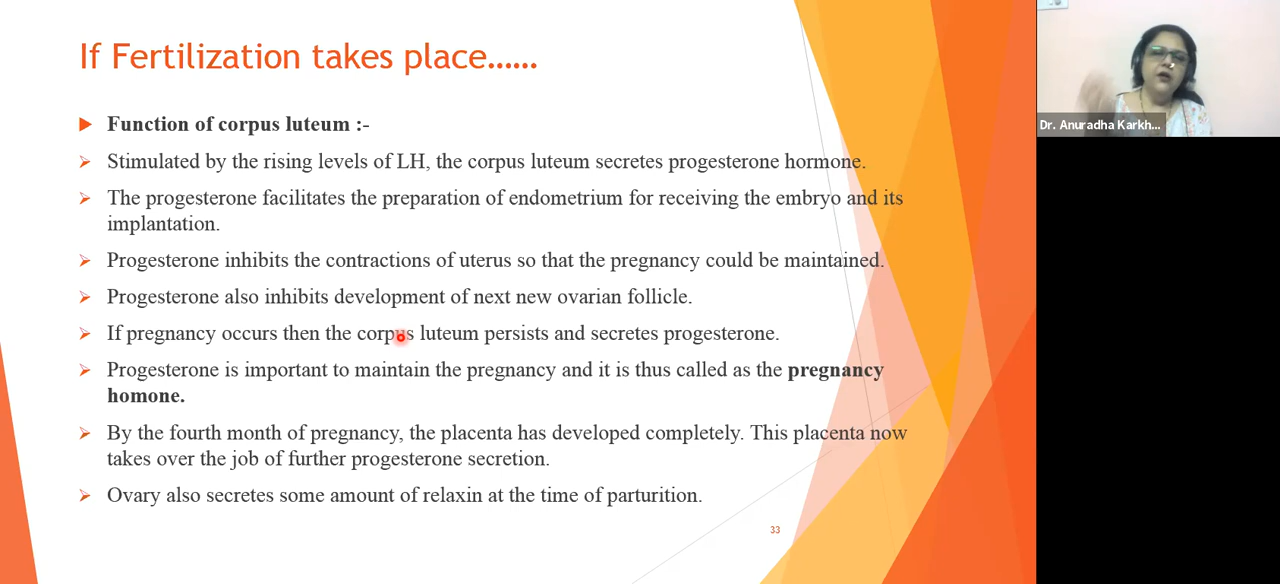 If Fertilization takes place……
Function of corpus luteum :-
Stimulated by the rising levels of LH, the corpus luteum secretes progesterone hormone.
The progesterone facilitates the preparation of endometrium for receiving the embryo and its
implantation.
Progesterone inhibits the contractions of uterus so that the pregnancy could be maintained.
Progesterone also inhibits development of next new ovarian follicle.
If pregnancy occurs then the corpus luteum persists and secretes progesterone.
Progesterone is important to maintain the pregnancy and it is thus called as the pregnancy
homone.
By the fourth month of pregnancy, the placenta has developed completely. This placenta now
takes over the job of further progesterone secretion.
Ovary also secretes some amount of relaxin at the time of parturition.
33
Dr. Anuradha Karkh...